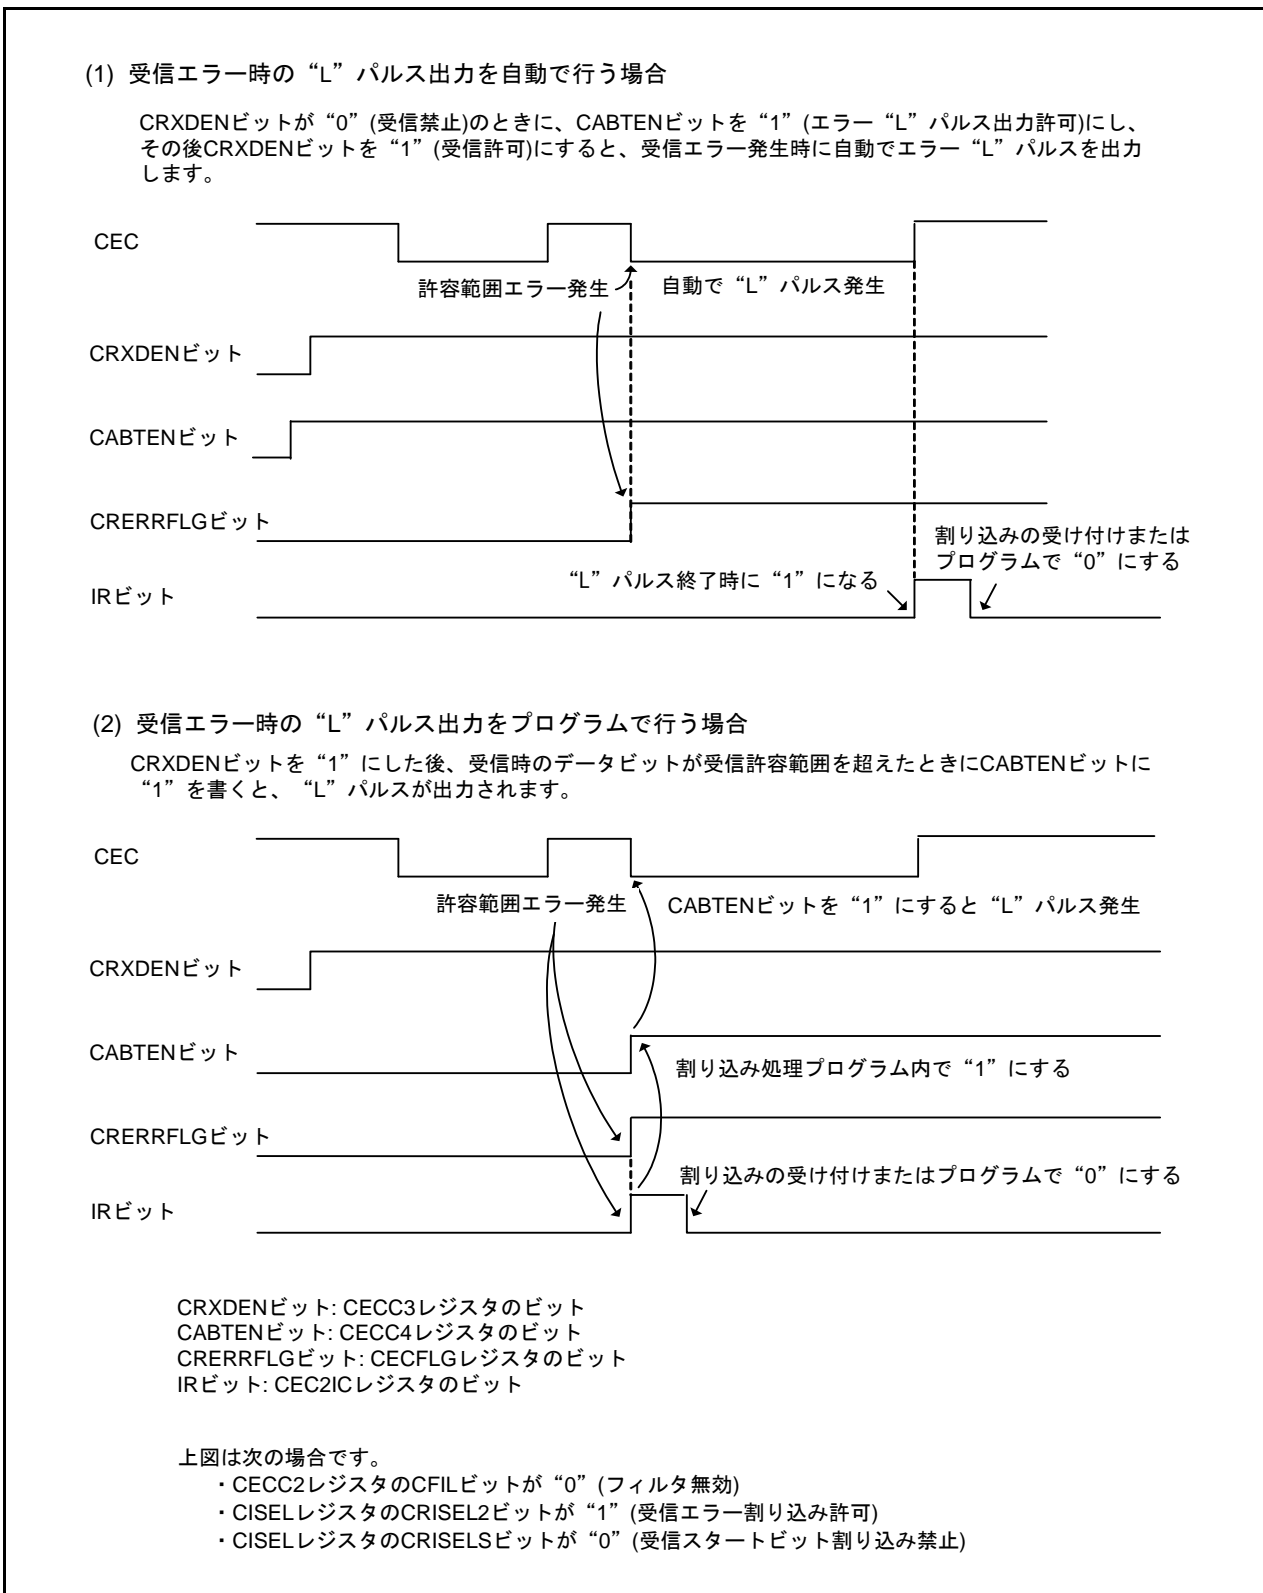 (1) 受信エラー時の“L”パルス出力を自動で行う場合
CRXDENビットが“0”(受信禁止)のときに、CABTENビットを“1”(エラー“L”パルス出力許可)にし、
その後CRXDENビットを“1”(受信許可)にすると、受信エラー発生時に自動でエラー“L”パルスを出力
します。
CEC
許容範囲エラー発生
自動で“L”パルス発生
CRXDENビット
CABTENビット
CRERRFLGビット
割り込みの受け付けまたは
プログラムで“0”にする
“L”パルス終了時に“1”になる
IRビット
(2) 受信エラー時の“L”パルス出力をプログラムで行う場合
CRXDENビットを“1”にした後、受信時のデータビットが受信許容範囲を超えたときにCABTENビットに
“1”を書くと、“L”パルスが出力されます。
CEC
許容範囲エラー発生
CABTENビットを“1”にすると“L”パルス発生
CRXDENビット
CABTENビット
割り込み処理プログラム内で“1”にする
CRERRFLGビット
割り込みの受け付けまたはプログラムで“0”にする
IRビット
CRXDENビット: CECC3レジスタのビット
CABTENビット: CECC4レジスタのビット
CRERRFLGビット: CECFLGレジスタのビット
IRビット: CEC2ICレジスタのビット
上図は次の場合です。
・CECC2レジスタのCFILビットが“0”(フィルタ無効)
・CISELレジスタのCRISEL2ビットが“1”(受信エラー割り込み許可)
・CISELレジスタのCRISELSビットが“0”(受信スタートビット割り込み禁止)